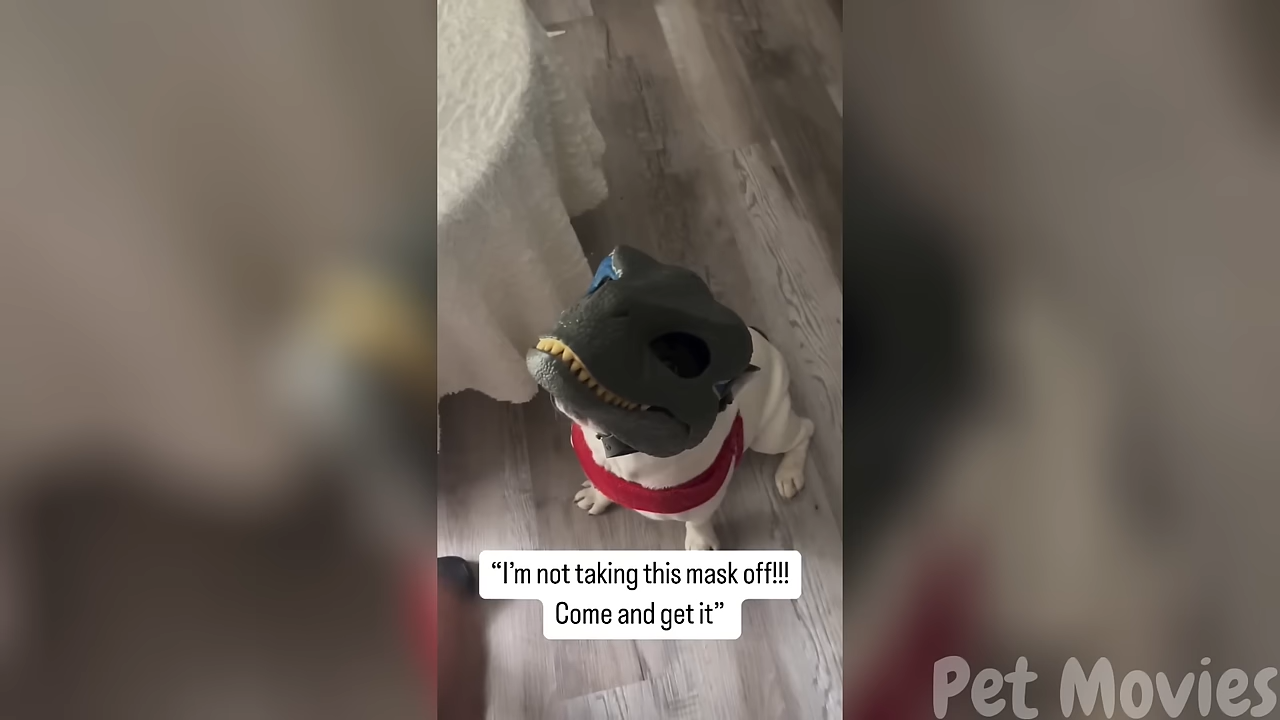 “I’m not taking this mask off!!!
Come and get it”
Pet Movies